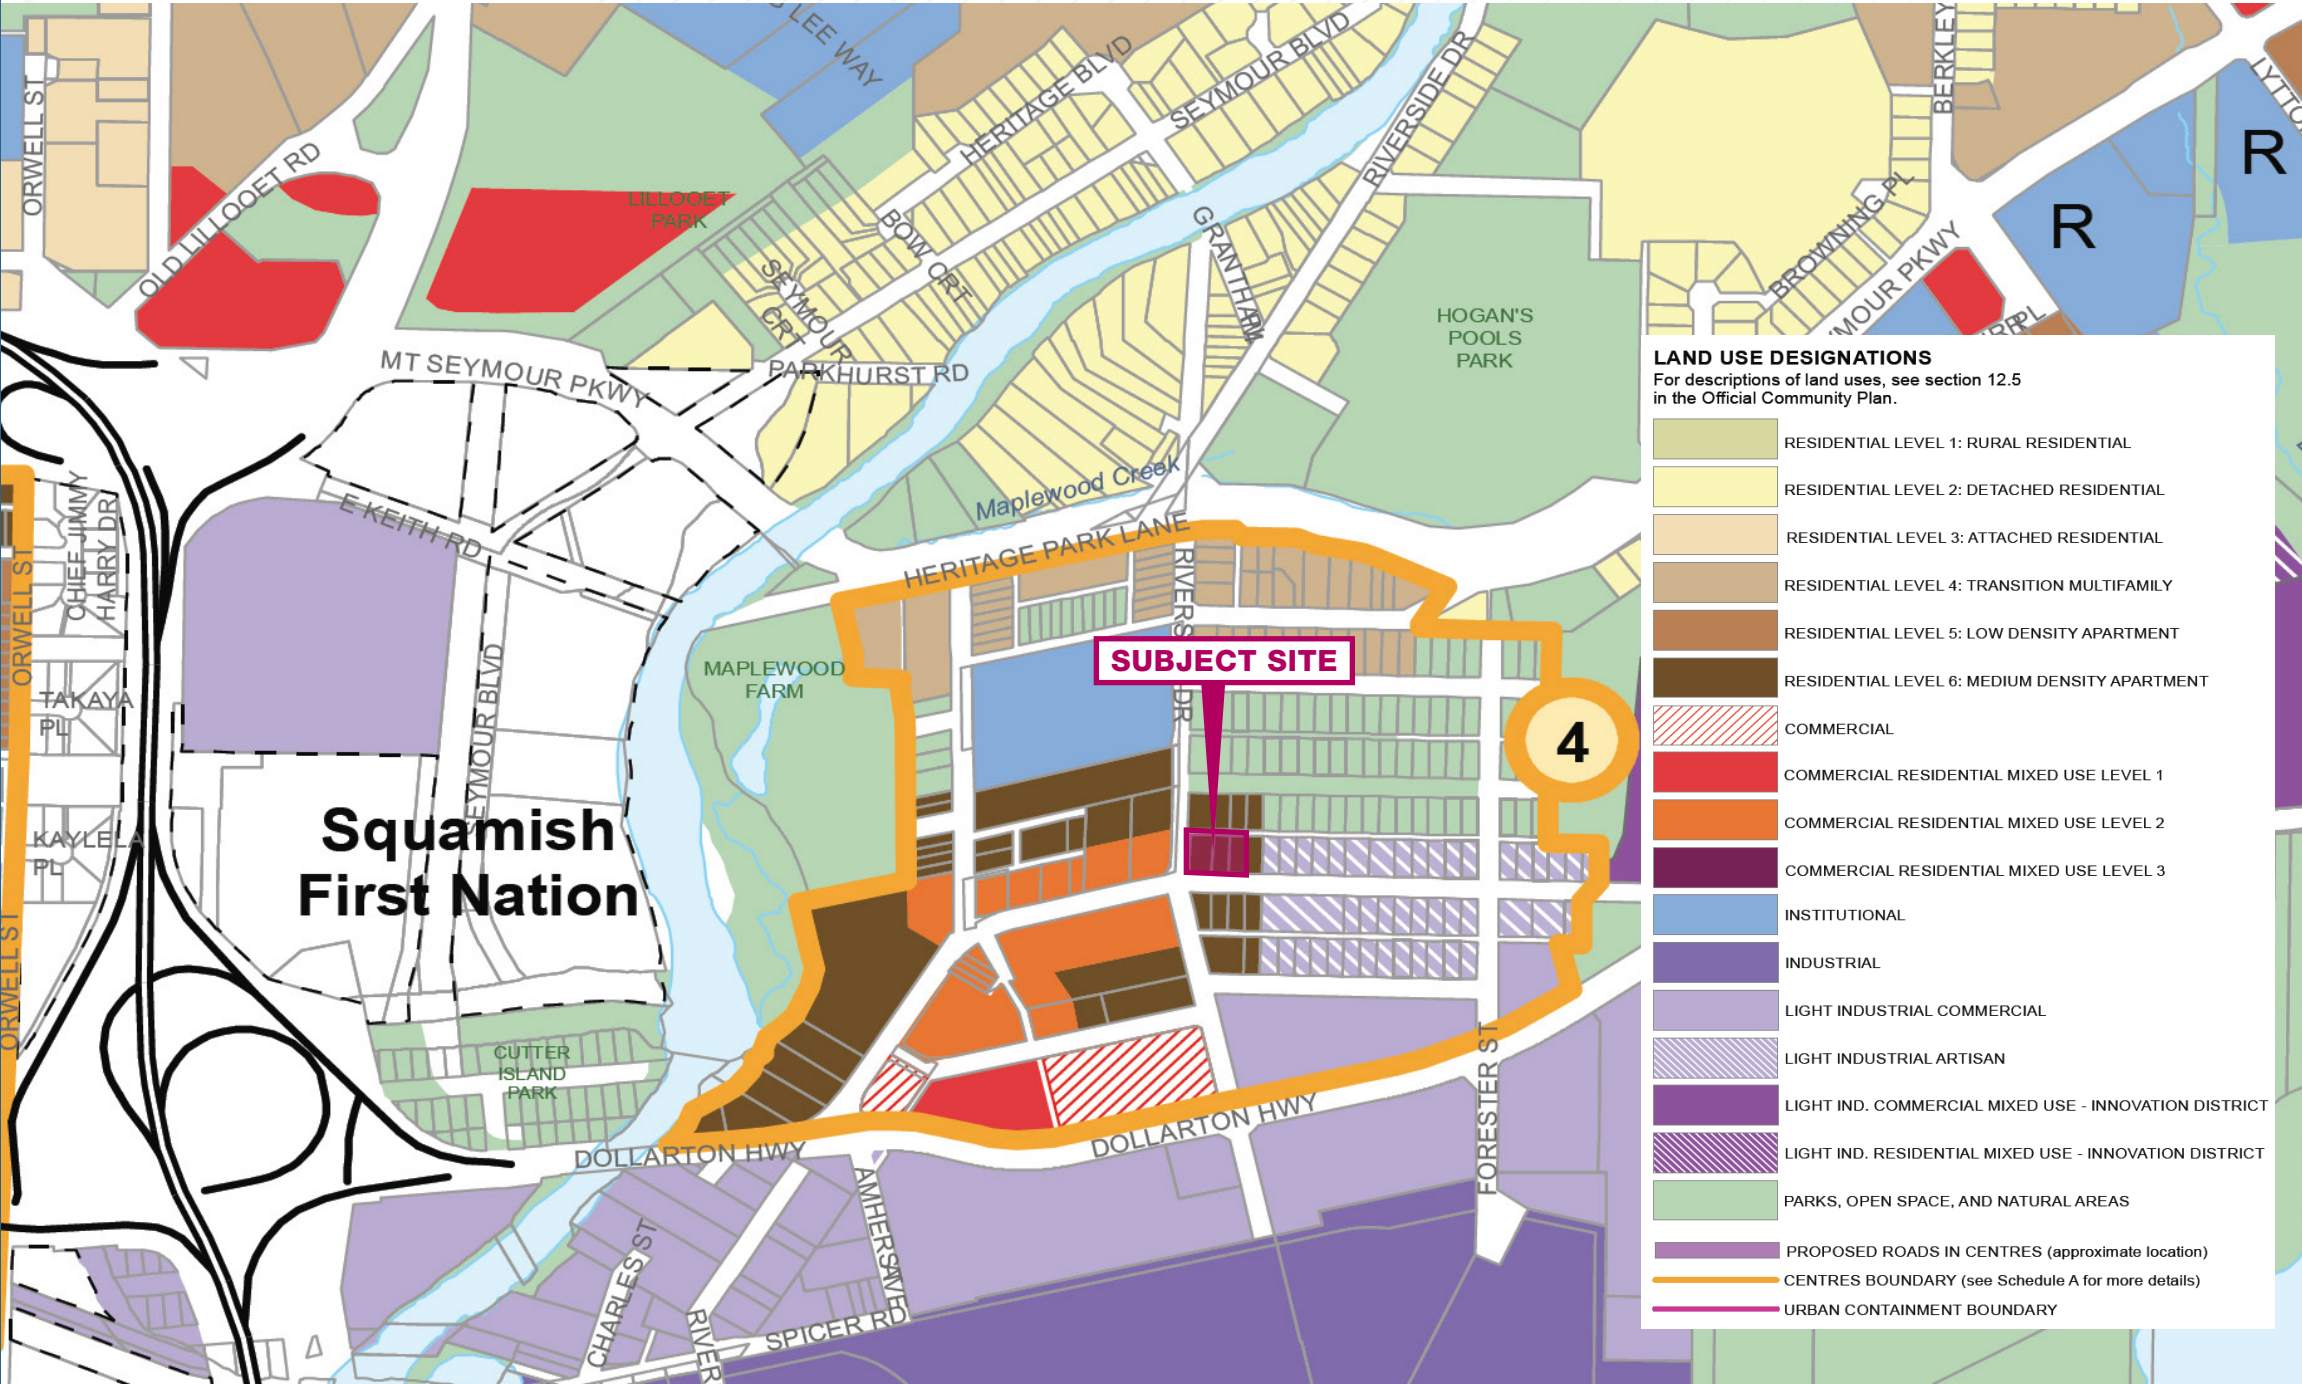 LEE WAY
ORWELL ST
HERITAGE BLVD
SEYMOUR BLVD
RIVERSIDE DR
BERKLEY
R
R
OLD LILLOOET RD
LILLOOET
PARK
BOW CRT
SEYMOUR
CRT
GRANTHAM
BROWNING PL
MOUR PKWY
PL
HOGAN'S
POOLS
PARK
MT SEYMOUR PKWY
PARKHURST RD
Maplewood Creek
HERITAGE PARK LANE
E KEITH RD
CHIEF JIMMY
HARRY DR
ORWELL ST
TAKAYA
PL
KAYLELA
PL
SEYMOUR BLVD
MAPLEWOOD
FARM
SUBJECT SITE
4
Squamish
First Nation
ORWELL ST
CUTTER
ISLAND
PARK
DOLLARTON HWY
DOLLARTON HWY
FORESTER ST
CHARLES ST
SPICER RD
LAND USE DESIGNATIONS
For descriptions of land uses, see section 12.5
in the Official Community Plan.
RESIDENTIAL LEVEL 1: RURAL RESIDENTIAL
RESIDENTIAL LEVEL 2: DETACHED RESIDENTIAL
RESIDENTIAL LEVEL 3: ATTACHED RESIDENTIAL
RESIDENTIAL LEVEL 4: TRANSITION MULTIFAMILY
RESIDENTIAL LEVEL 5: LOW DENSITY APARTMENT
RESIDENTIAL LEVEL 6: MEDIUM DENSITY APARTMENT
COMMERCIAL
COMMERCIAL RESIDENTIAL MIXED USE LEVEL 1
COMMERCIAL RESIDENTIAL MIXED USE LEVEL 2
COMMERCIAL RESIDENTIAL MIXED USE LEVEL 3
INSTITUTIONAL
INDUSTRIAL
LIGHT INDUSTRIAL COMMERCIAL
LIGHT INDUSTRIAL ARTISAN
LIGHT IND. COMMERCIAL MIXED USE - INNOVATION DISTRICT
LIGHT IND. RESIDENTIAL MIXED USE - INNOVATION DISTRICT
PARKS, OPEN SPACE, AND NATURAL AREAS
PROPOSED ROADS IN CENTRES (approximate location)
CENTRES BOUNDARY (see Schedule A for more details)
URBAN CONTAINMENT BOUNDARY